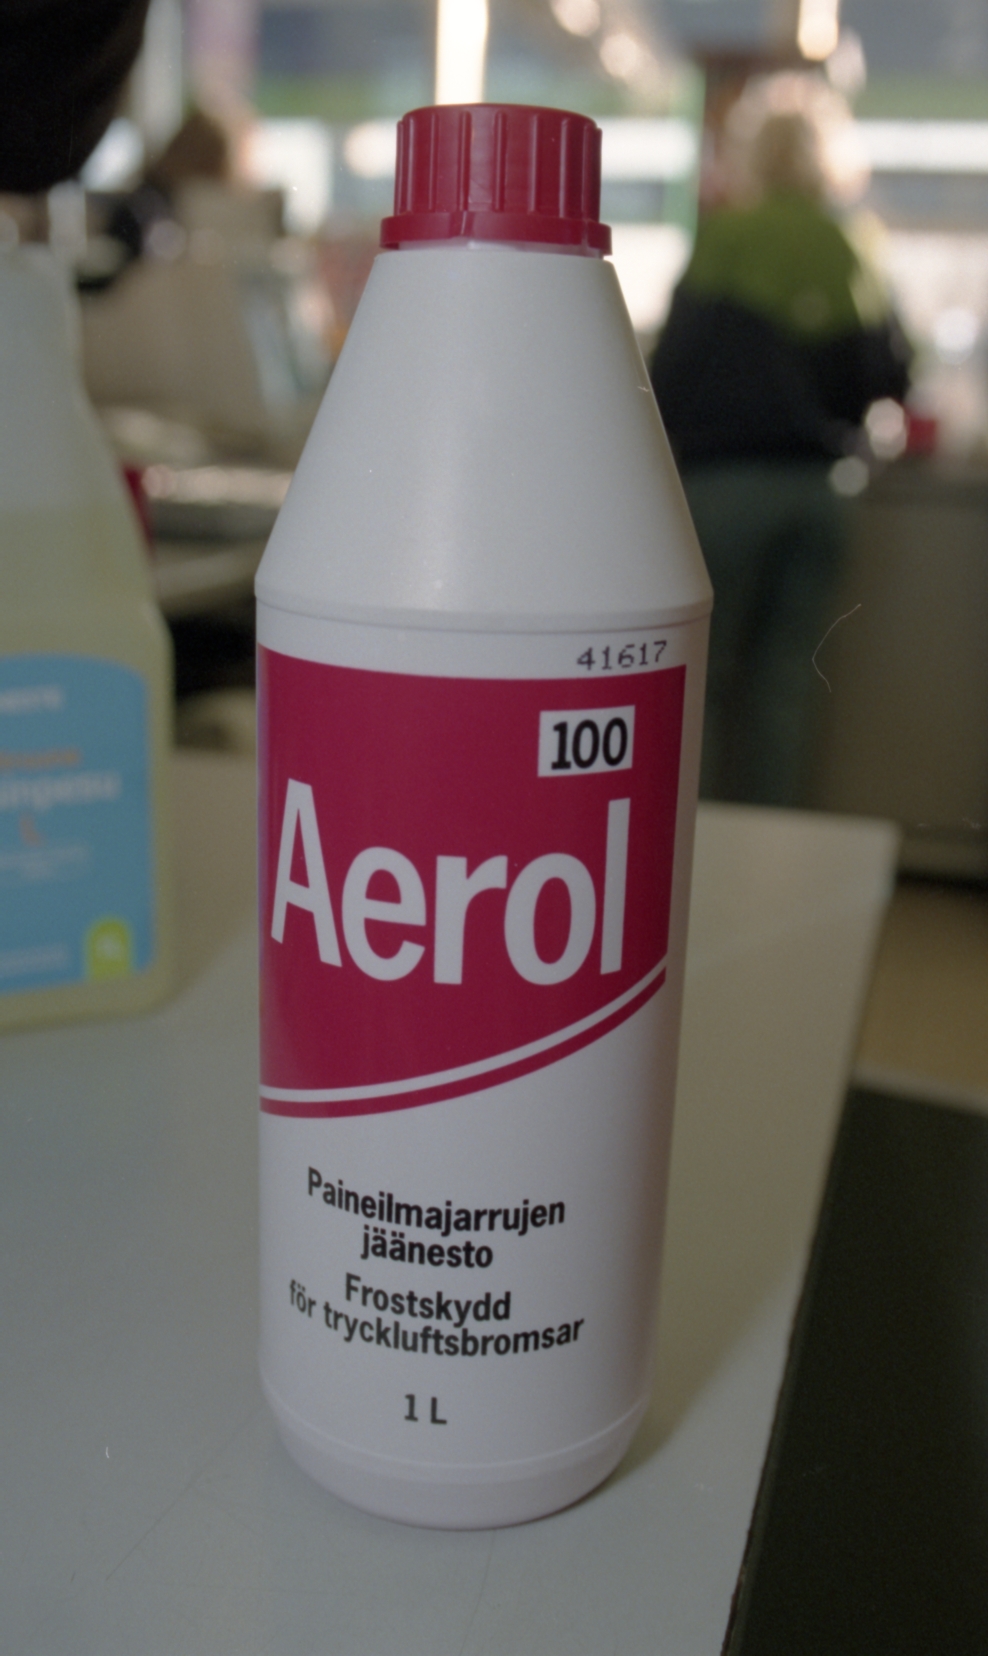 41617
100
Aerol
Paineilmajarrujen
jäänesto
Frostskydd
för tryckluftsbromsar
1 L